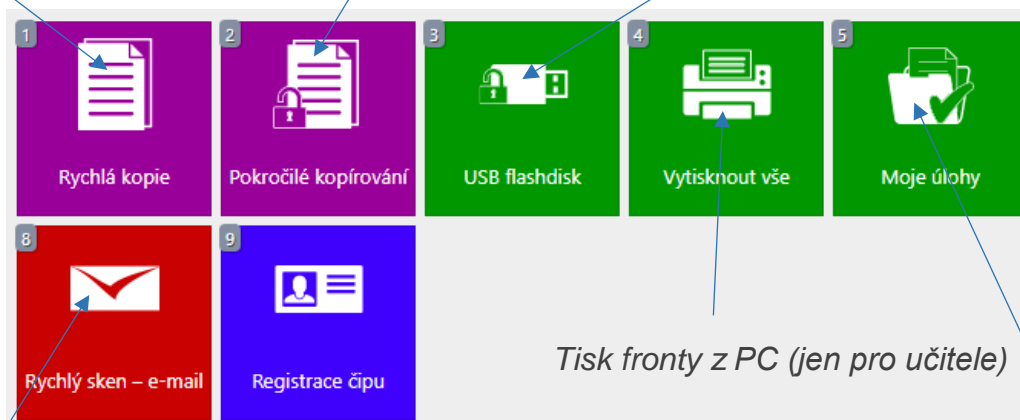 1
2
3
4
5
Rychlá kopie
Pokročilé kopírování
USB flashdisk
Vytisknout vše
Moje úlohy
8
9
Rychlý sken – e-mail
Registrace čipu
Tisk fronty z PC (jen pro učitele)